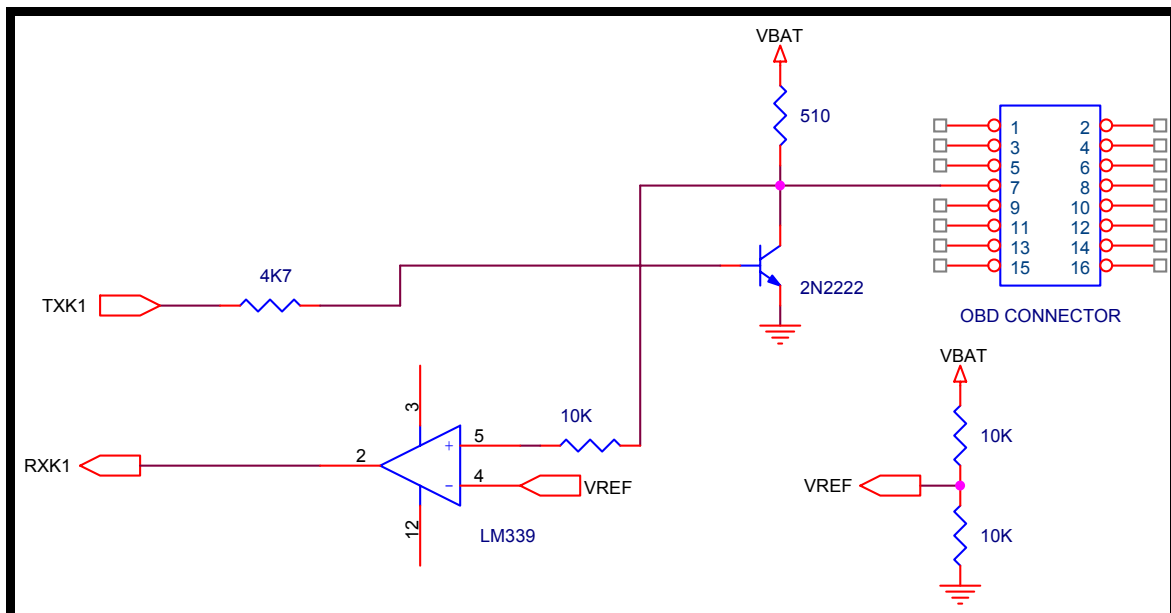 VBAT
510
1 2
3 4
5 6
7 8
9 10
11 12
13 14
15 16
OBD CONNECTOR
4K7
TXK1
2N2222
VBAT
3
10K
10K
5
+
RXK1
2
4
−
VREF
VREF
12
LM339
10K